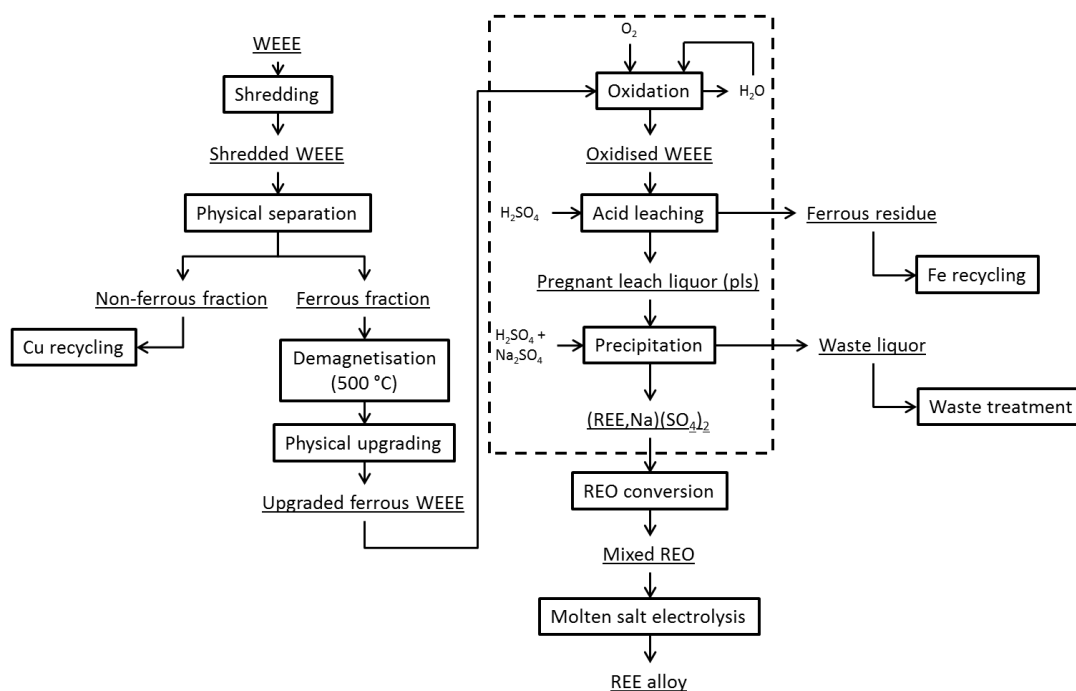 WEEE
Shredding
Shredded WEEE
Physical separation
Non-ferrous fraction
Ferrous fraction
Cu recycling
Demagnetisation
(500 °C)
Physical upgrading
Upgraded ferrous WEEE
O2
Oxidation
H2O
Oxidised WEEE
H2SO4
Acid leaching
Ferrous residue
Fe recycling
Pregnant leach liquor (pls)
H2SO4 +
Na2SO4
Precipitation
Waste liquor
Waste treatment
(REE,Na)(SO4)2
REO conversion
Mixed REO
Molten salt electrolysis
REE alloy